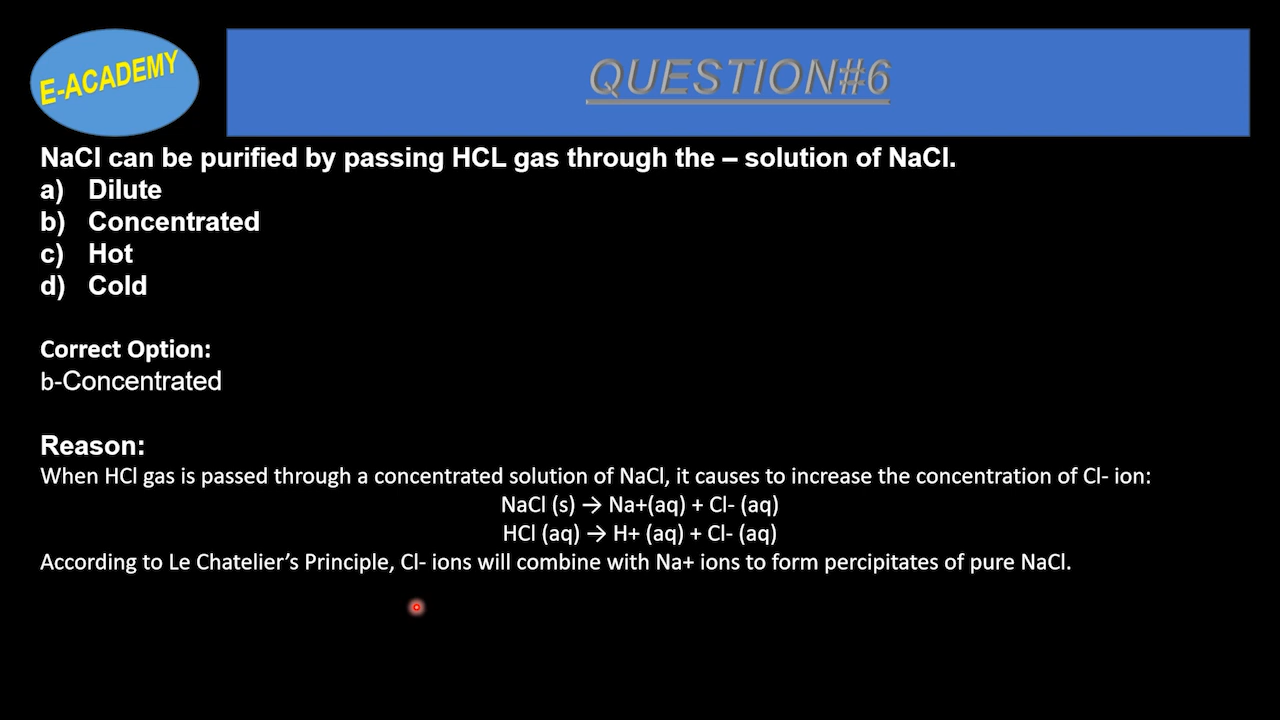 E-ACADEMY
QUESTION#6
NaCl can be purified by passing HCL gas through the – solution of NaCl.
a) Dilute
b) Concentrated
c) Hot
d) Cold
Correct Option:
b-Concentrated
Reason:
When HCl gas is passed through a concentrated solution of NaCl, it causes to increase the concentration of Cl- ion:
NaCl (s) → Na+(aq) + Cl- (aq)
HCl (aq) → H+ (aq) + Cl- (aq)
According to Le Chatelier’s Principle, Cl- ions will combine with Na+ ions to form percipitates of pure NaCl.